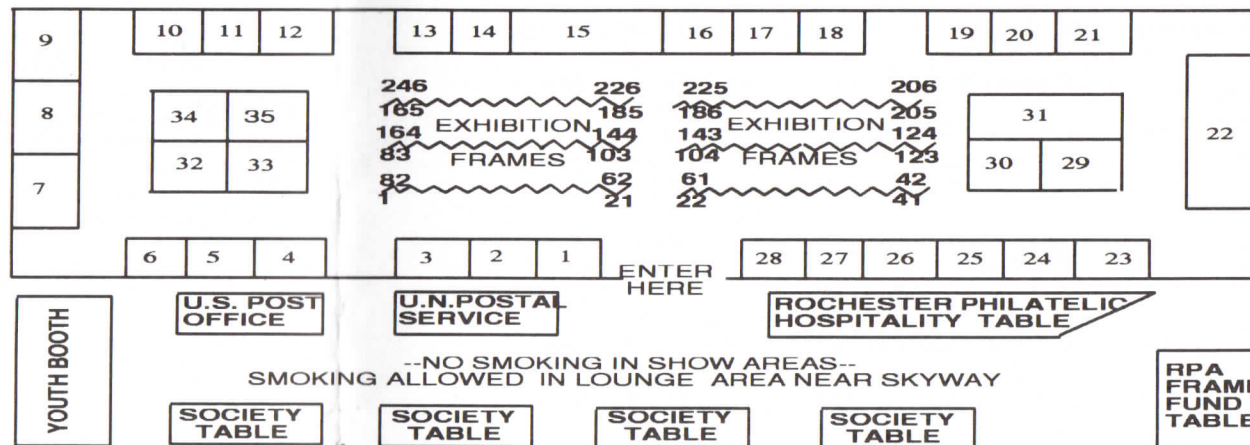 9
10 11 12
13 14 15 16 17 18
19 20 21
8
34 35
32 33
7
246 226 225 206
165 185 186 205
EXHIBITION EXHIBITION
164 144 143 124
83 103 104 123
FRAMES FRAMES
82 62 61 42
1 21 22 41
31
30 29
22
6 5 4
3 2 1
ENTER
HERE
28 27 26 25 24 23
YOUTH BOOTH
U.S. POST
OFFICE
U.N.POSTAL
SERVICE
ROCHESTER PHILATELIC
HOSPITALITY TABLE
--NO SMOKING IN SHOW AREAS--
SMOKING ALLOWED IN LOUNGE AREA NEAR SKYWAY
SOCIETY
TABLE
SOCIETY
TABLE
SOCIETY
TABLE
SOCIETY
TABLE
RPA
FRAME
FUND
TABLE